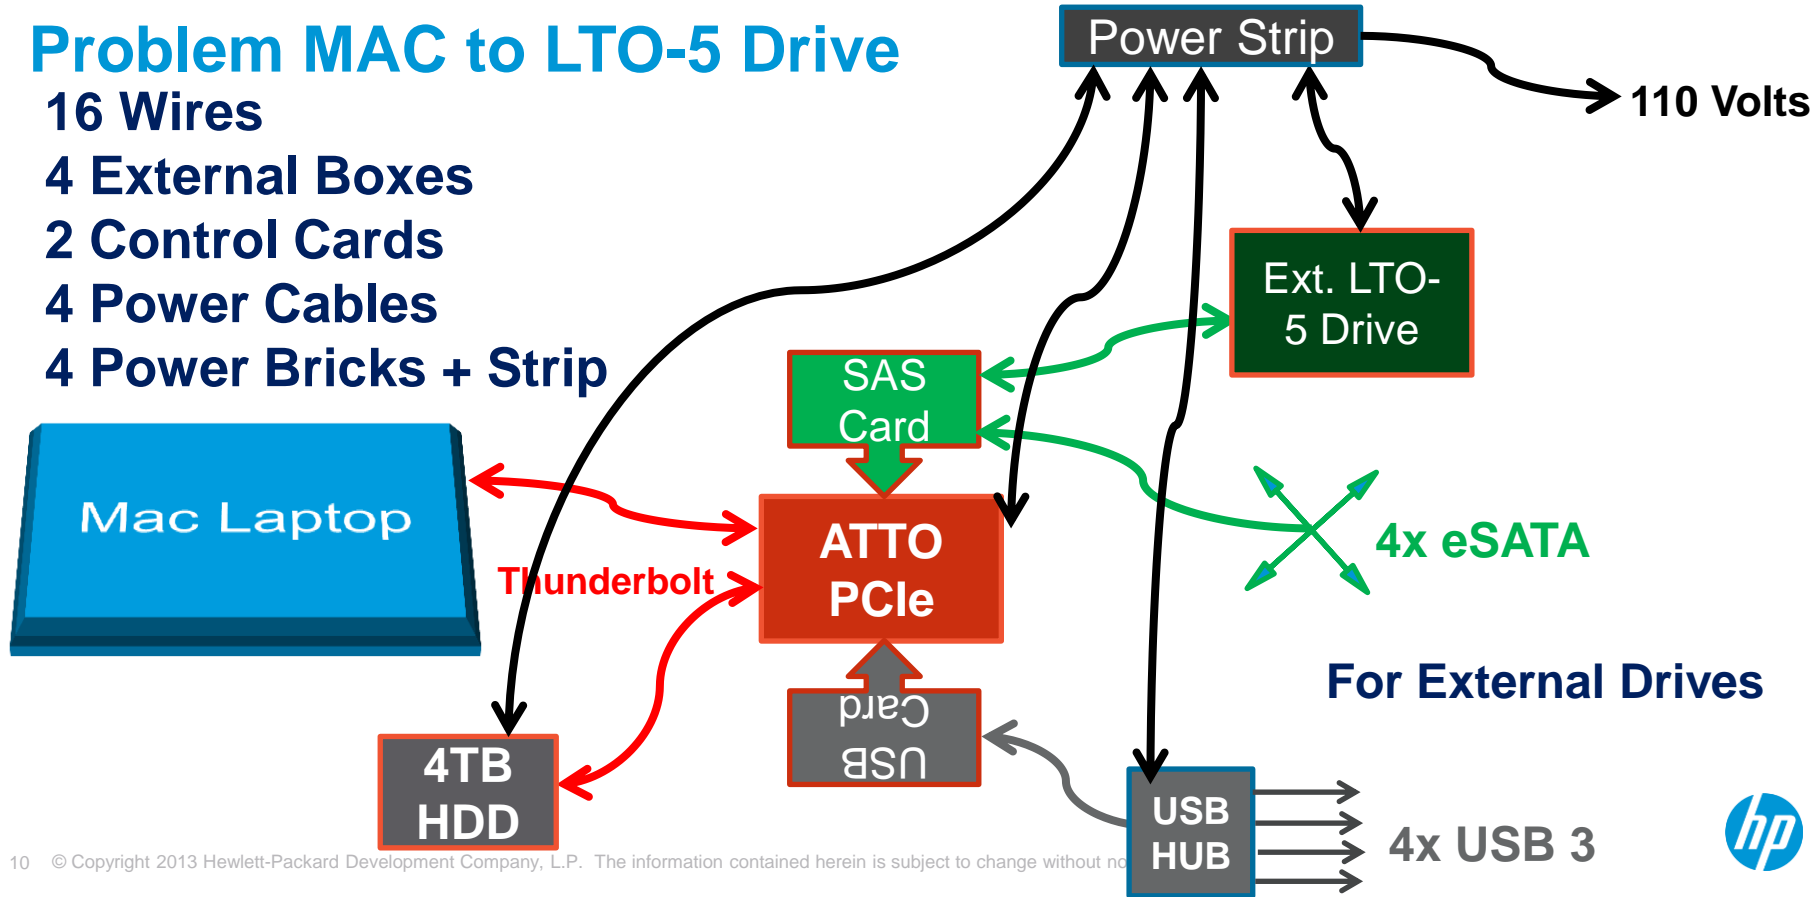 Problem MAC to LTO-5 Drive
16 Wires
4 External Boxes
2 Control Cards
4 Power Cables
4 Power Bricks + Strip
Power Strip
110 Volts
Ext. LTO-
5 Drive
SAS
Card
Mac Laptop
ATTO
PCIe
Thunderbolt
4x eSATA
For External Drives
USB
Card
4TB
HDD
USB
HUB
4x USB 3
hp
10 © Copyright 2013 Hewlett-Packard Development Company, L.P. The information contained herein is subject to change without